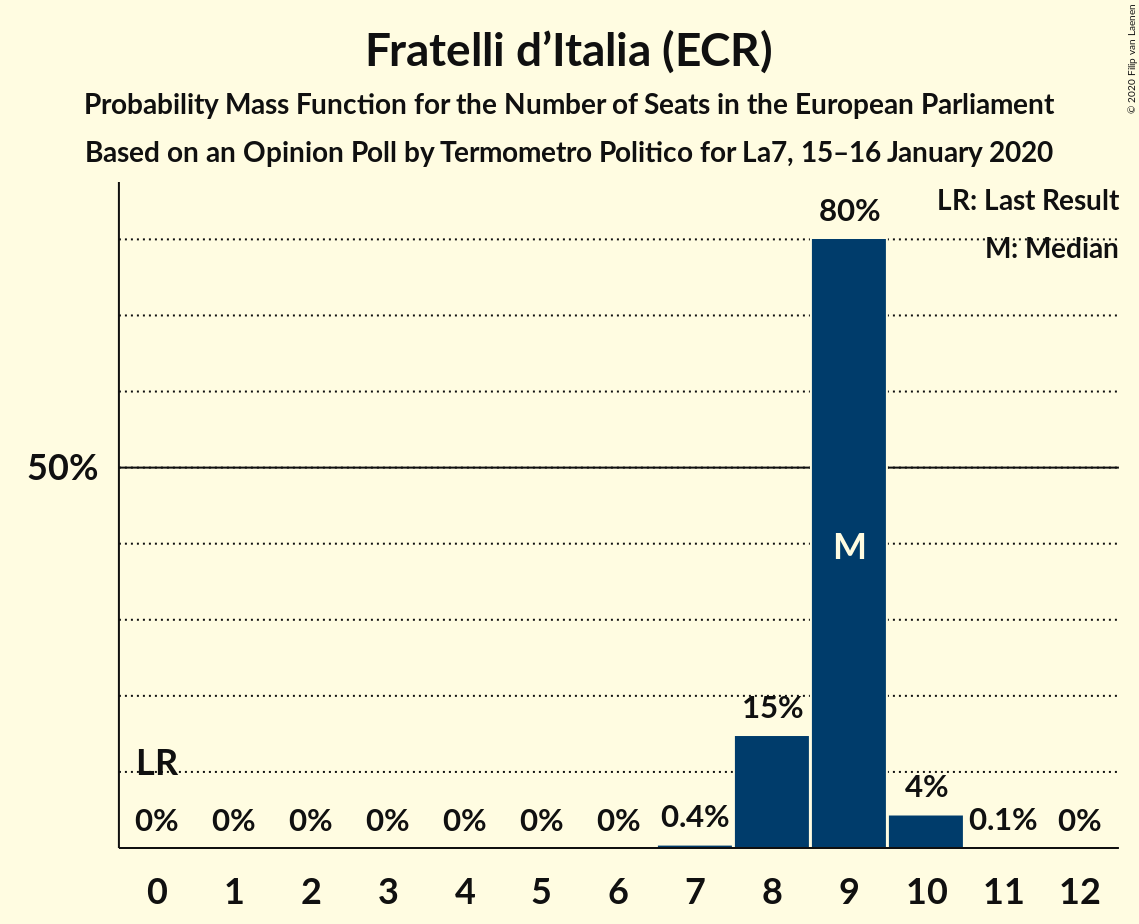 Fratelli d’Italia (ECR)
Probability Mass Function for the Number of Seats in the European Parliament
Based on an Opinion Poll by Termometro Politico for La7, 15–16 January 2020
© 2020 Filip van Laenen
LR: Last Result
M: Median
80%
50%
M
15%
LR
4%
0% 0% 0% 0% 0% 0% 0% 0.4% 0.1% 0%
0 1 2 3 4 5 6 7 8 9 10 11 12